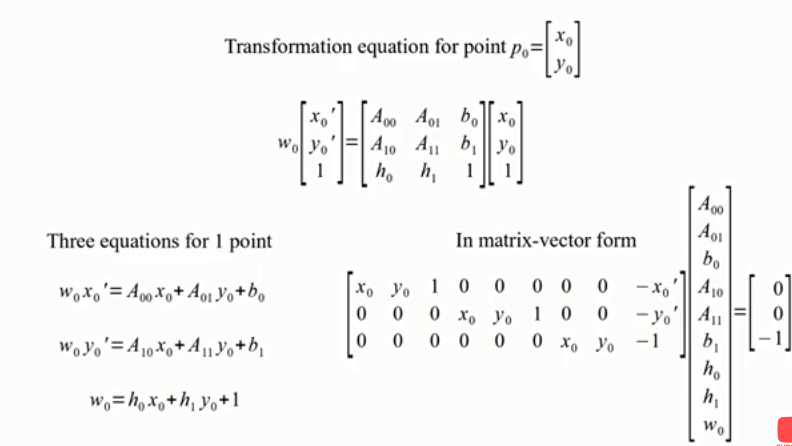 Transformation equation for point p₀=[x₀ y₀]
w₀[x₀′ y₀′ 1]=[A₀₀ A₀₁ b₀; A₁₀ A₁₁ b₁; h₀ h₁ 1][x₀ y₀ 1]
Three equations for 1 point
w₀x₀′=A₀₀x₀+A₀₁y₀+b₀
w₀y₀′=A₁₀x₀+A₁₁y₀+b₁
w₀=h₀x₀+h₁y₀+1
In matrix-vector form
[x₀ y₀ 1 0 0 0 0 0 −x₀′
0 0 0 x₀ y₀ 1 0 0 −y₀′
0 0 0 0 0 0 x₀ y₀ −1]
[A₀₀
A₀₁
b₀
A₁₀
A₁₁
b₁
h₀
h₁
w₀]
=[0
0
−1]